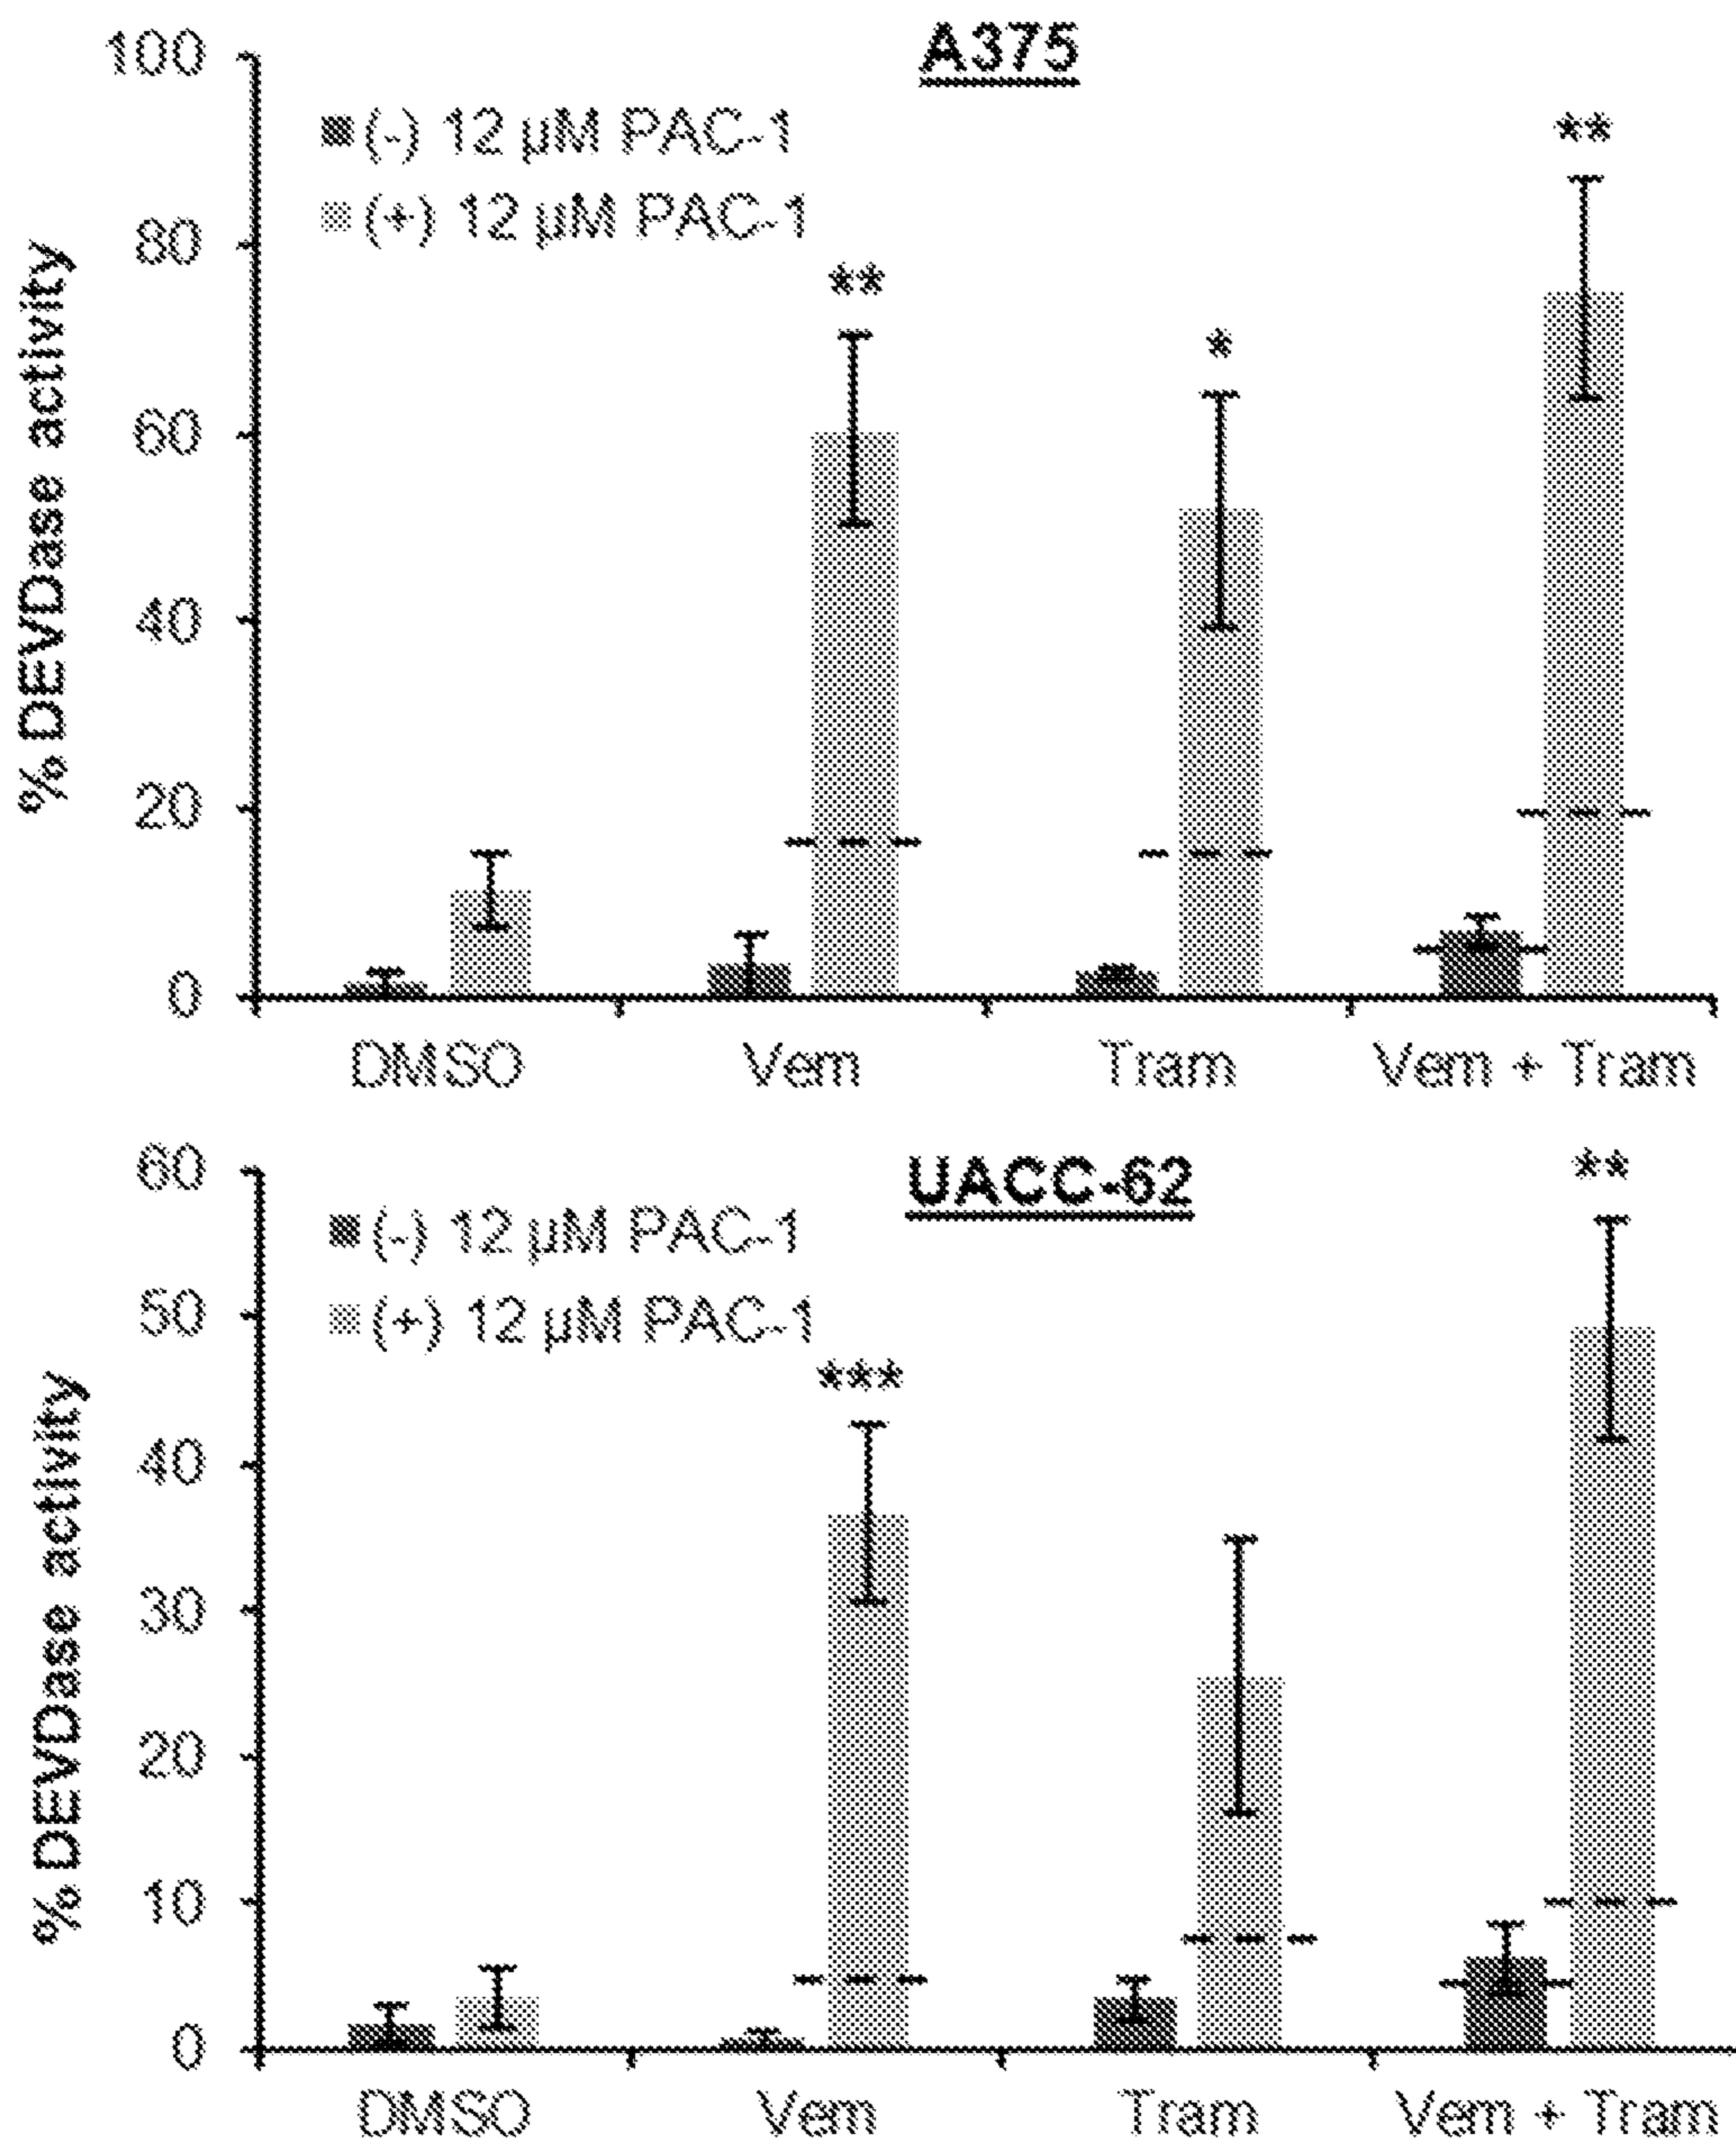 A375
(-) 12 µM PAC-1
(+) 12 µM PAC-1
% DEVDase activity
100
80
60
40
20
0
**
*
**
DMSO Vem Tram Vem + Tram
UACC-62
(-) 12 µM PAC-1
(+) 12 µM PAC-1
% DEVDase activity
60
50
40
30
20
10
0
***
**
DMSO Vem Tram Vem + Tram